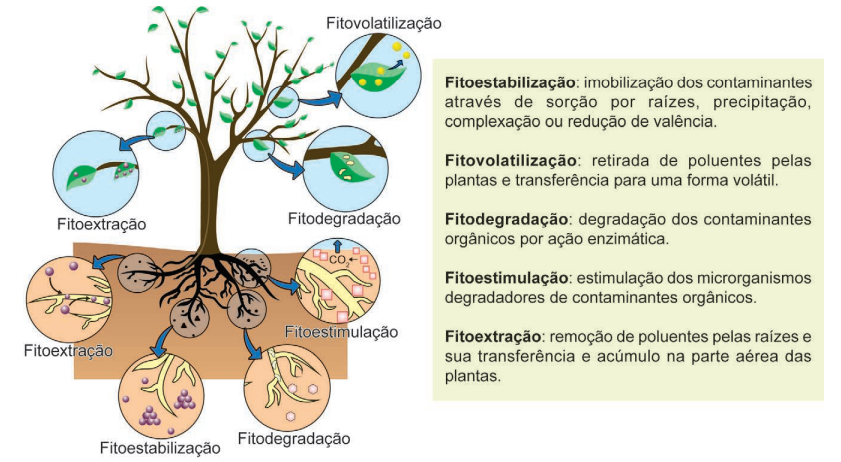 Fitovolatilização
Fitoextração
Fitodegradação
CO2
Fitoestimulação
Fitoextração
Fitodegradação
Fitoestabilização
Fitoestabilização: imobilização dos contaminantes
através de sorção por raízes, precipitação,
complexação ou redução de valência.
Fitovolatilização: retirada de poluentes pelas
plantas e transferência para uma forma volátil.
Fitodegradação: degradação dos contaminantes
orgânicos por ação enzimática.
Fitoestimulação: estimulação dos microrganismos
degradadores de contaminantes orgânicos.
Fitoextração: remoção de poluentes pelas raízes e
sua transferência e acúmulo na parte aérea das
plantas.